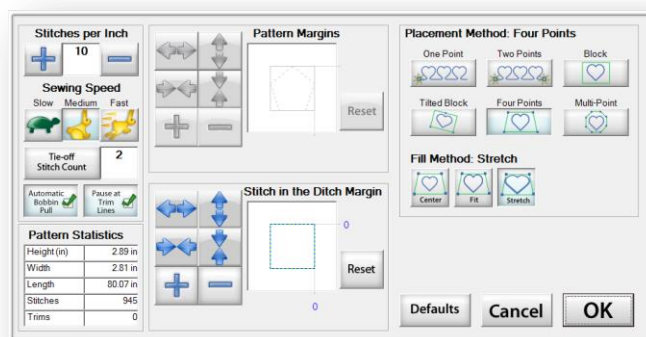 Stitches per Inch
10
Sewing Speed
Slow Medium Fast
Tie-off
Stitch Count
2
Automatic
Bobbin
Pull
Pause at
Trim
Lines
Pattern Statistics
Height (in) 2.89 in
Width 2.81 in
Length 80.07 in
Stitches 945
Trims 0
Pattern Margins
Reset
Stitch in the Ditch Margin
0
Reset
0
Placement Method: Four Points
One Point Two Points Block
Tilted Block Four Points Multi-Point
Fill Method: Stretch
Center Fit Stretch
Defaults Cancel OK